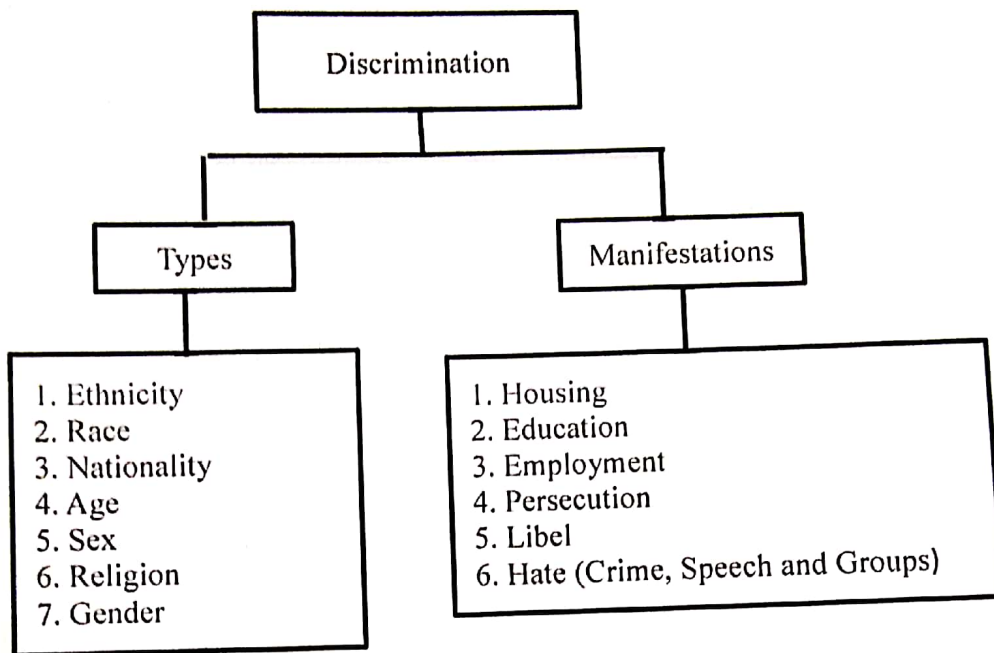 Discrimination
Types
Manifestations
1. Ethnicity
2. Race
3. Nationality
4. Age
5. Sex
6. Religion
7. Gender
1. Housing
2. Education
3. Employment
4. Persecution
5. Libel
6. Hate (Crime, Speech and Groups)